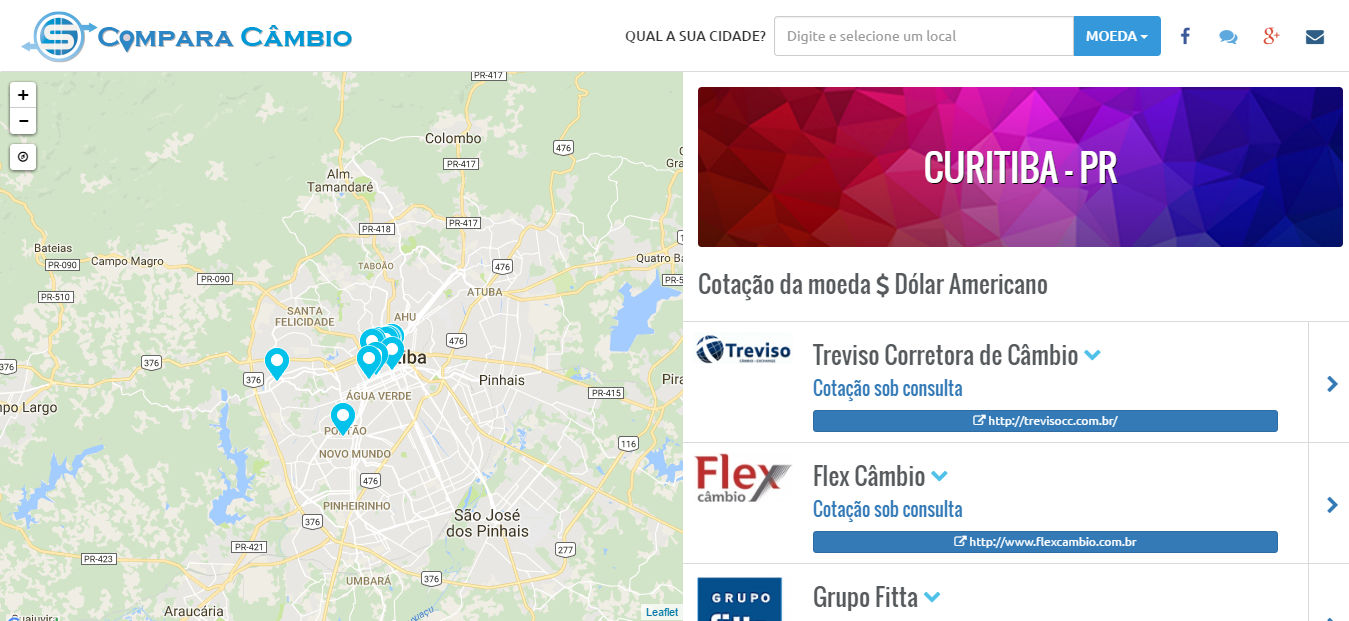 COMPARA CÂMBIO
QUAL A SUA CIDADE?
Digite e selecione um local
MOEDA
+
−
PR-417
Colombo
476
PR-417
Alm.
Tamandaré
PR-417
PR-418
Bateias
PR-090
Campo Magro
TABOÃO
476
Quatro Ba
PR-090
PR-510
ATUBA
SANTA
FELICIDADE
AHU
376
476
376
Pinhais
ÁGUA VERDE
PR-415
116
NOVO MUNDO
476
PINHEIRINHO
376
São José
dos Pinhais
PR-421
277
PR-423
UMBARÁ
376
Araucária
Leaflet
CURITIBA - PR
Cotação da moeda $ Dólar Americano
Treviso
Treviso Corretora de Câmbio
Cotação sob consulta
http://trevisocc.com.br/
Flex
câmbio
Flex Câmbio
Cotação sob consulta
http://www.flexcambio.com.br
GRUPO
Grupo Fitta